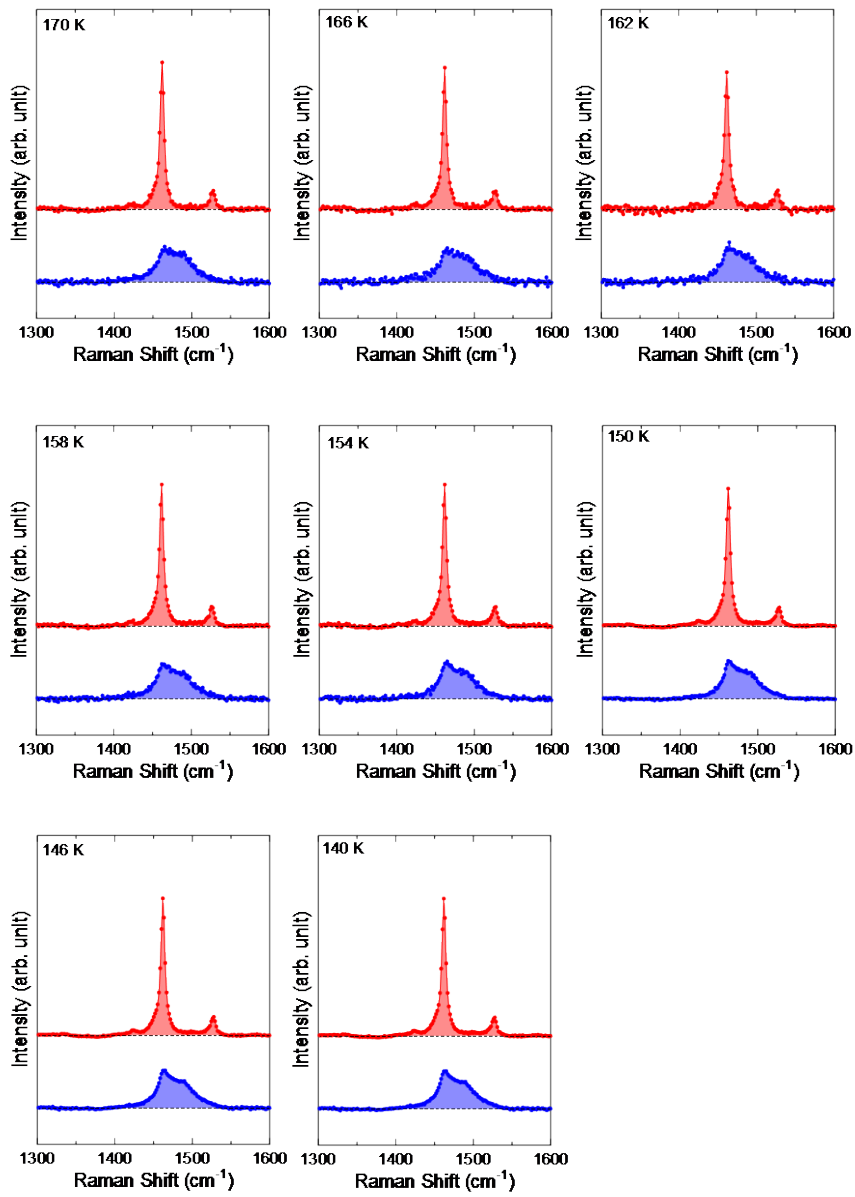 170 K
Intensity (arb. unit)
1300 1400 1500 1600
Raman Shift (cm⁻¹)
166 K
Intensity (arb. unit)
1300 1400 1500 1600
Raman Shift (cm⁻¹)
162 K
Intensity (arb. unit)
1300 1400 1500 1600
Raman Shift (cm⁻¹)
158 K
Intensity (arb. unit)
1300 1400 1500 1600
Raman Shift (cm⁻¹)
154 K
Intensity (arb. unit)
1300 1400 1500 1600
Raman Shift (cm⁻¹)
150 K
Intensity (arb. unit)
1300 1400 1500 1600
Raman Shift (cm⁻¹)
146 K
Intensity (arb. unit)
1300 1400 1500 1600
Raman Shift (cm⁻¹)
140 K
Intensity (arb. unit)
1300 1400 1500 1600
Raman Shift (cm⁻¹)